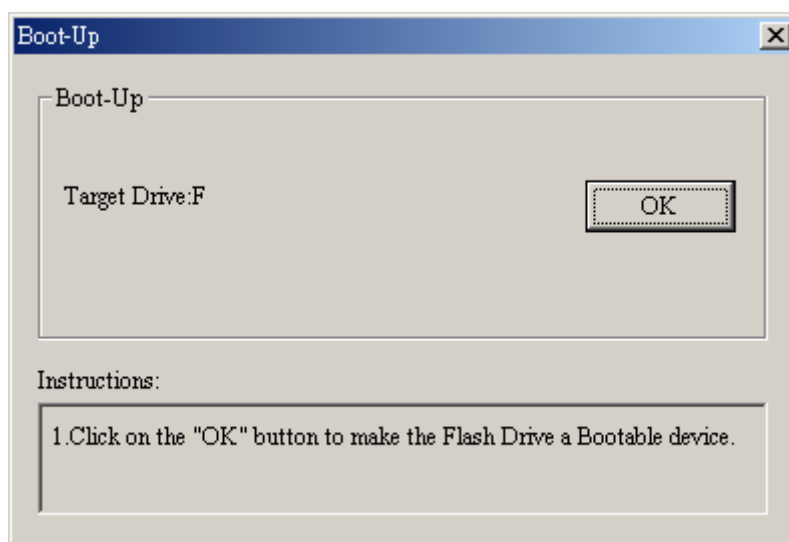 Boot-Up
Boot-Up
Target Drive:F
OK
Instructions:
1.Click on the "OK" button to make the Flash Drive a Bootable device.